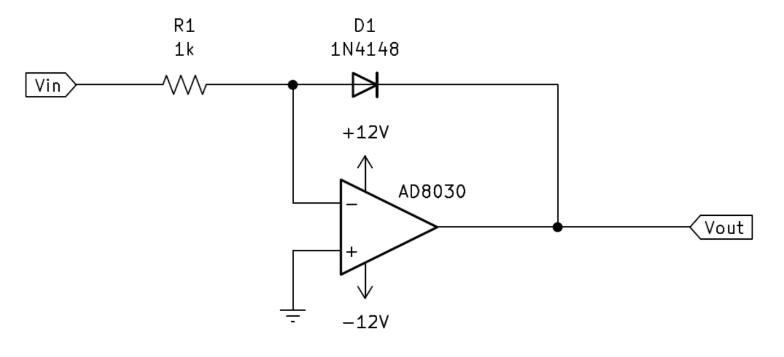 R1
1k
D1
1N4148
Vin
+12V
AD8030
−
+
Vout
−12V